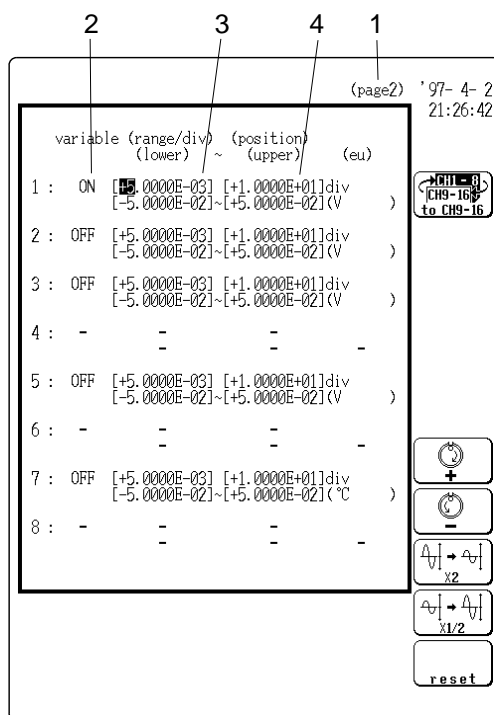 2 3 4 1
(page2) '97- 4- 2
21:26:42
variable (range/div) (position)
(lower) ~ (upper) (eu)
1 : ON [+5.0000E-03] [+1.0000E+01]div
[-5.0000E-02]~[+5.0000E-02](V )
2 : OFF [+5.0000E-03] [+1.0000E+01]div
[-5.0000E-02]~[+5.0000E-02](V )
3 : OFF [+5.0000E-03] [+1.0000E+01]div
[-5.0000E-02]~[+5.0000E-02](V )
4 : - - -
- - -
5 : OFF [+5.0000E-03] [+1.0000E+01]div
[-5.0000E-02]~[+5.0000E-02](V )
6 : - - -
- - -
7 : OFF [+5.0000E-03] [+1.0000E+01]div
[-5.0000E-02]~[+5.0000E-02](°C )
8 : - - -
- - -
CH1 - 8
CH9-16
to CH9-16
+
-
X2
X1/2
reset